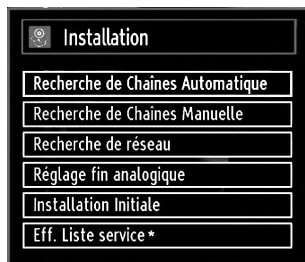 Installation
Recherche de Chaînes Automatique
Recherche de Chaînes Manuelle
Recherche de réseau
Réglage fin analogique
Installation Initiale
Eff. Liste service *